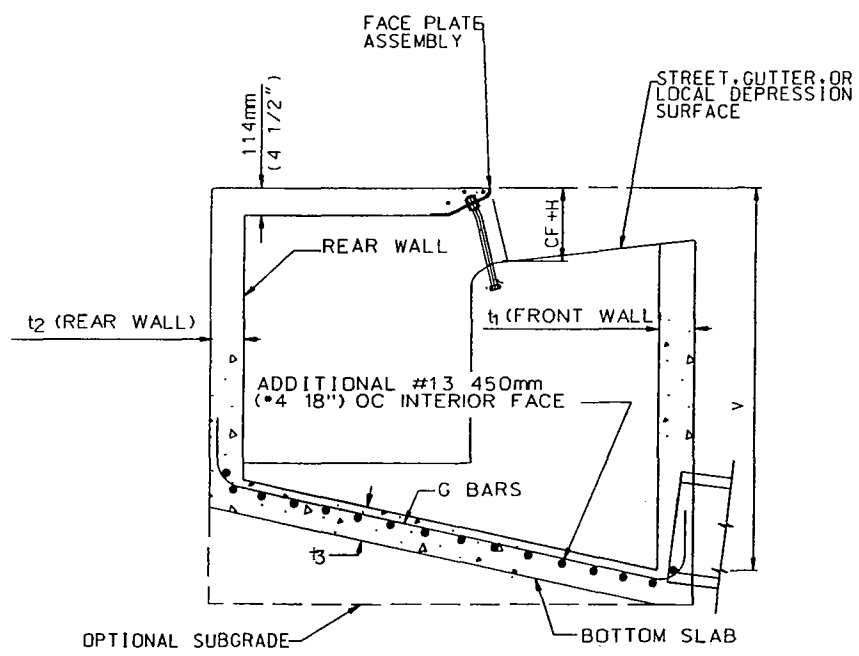 FACE PLATE
ASSEMBLY
STREET,GUTTER,OR
LOCAL DEPRESSION
SURFACE
114mm
(4 1/2")
CF+H
REAR WALL
t2 (REAR WALL)
t1 (FRONT WALL)
ADDITIONAL #13 450mm
(#4 18") OC INTERIOR FACE
V
G BARS
t3
OPTIONAL SUBGRADE
BOTTOM SLAB